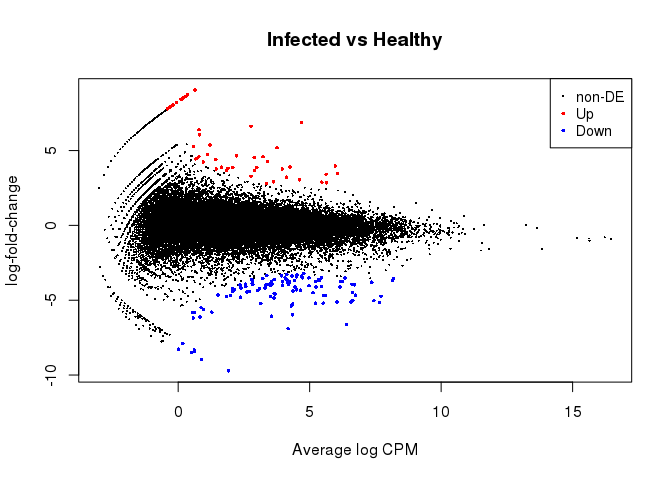 Infected vs Healthy
non-DE
Up
Down
log-fold-change
5
0
-5
-10
0
5
10
15
Average log CPM